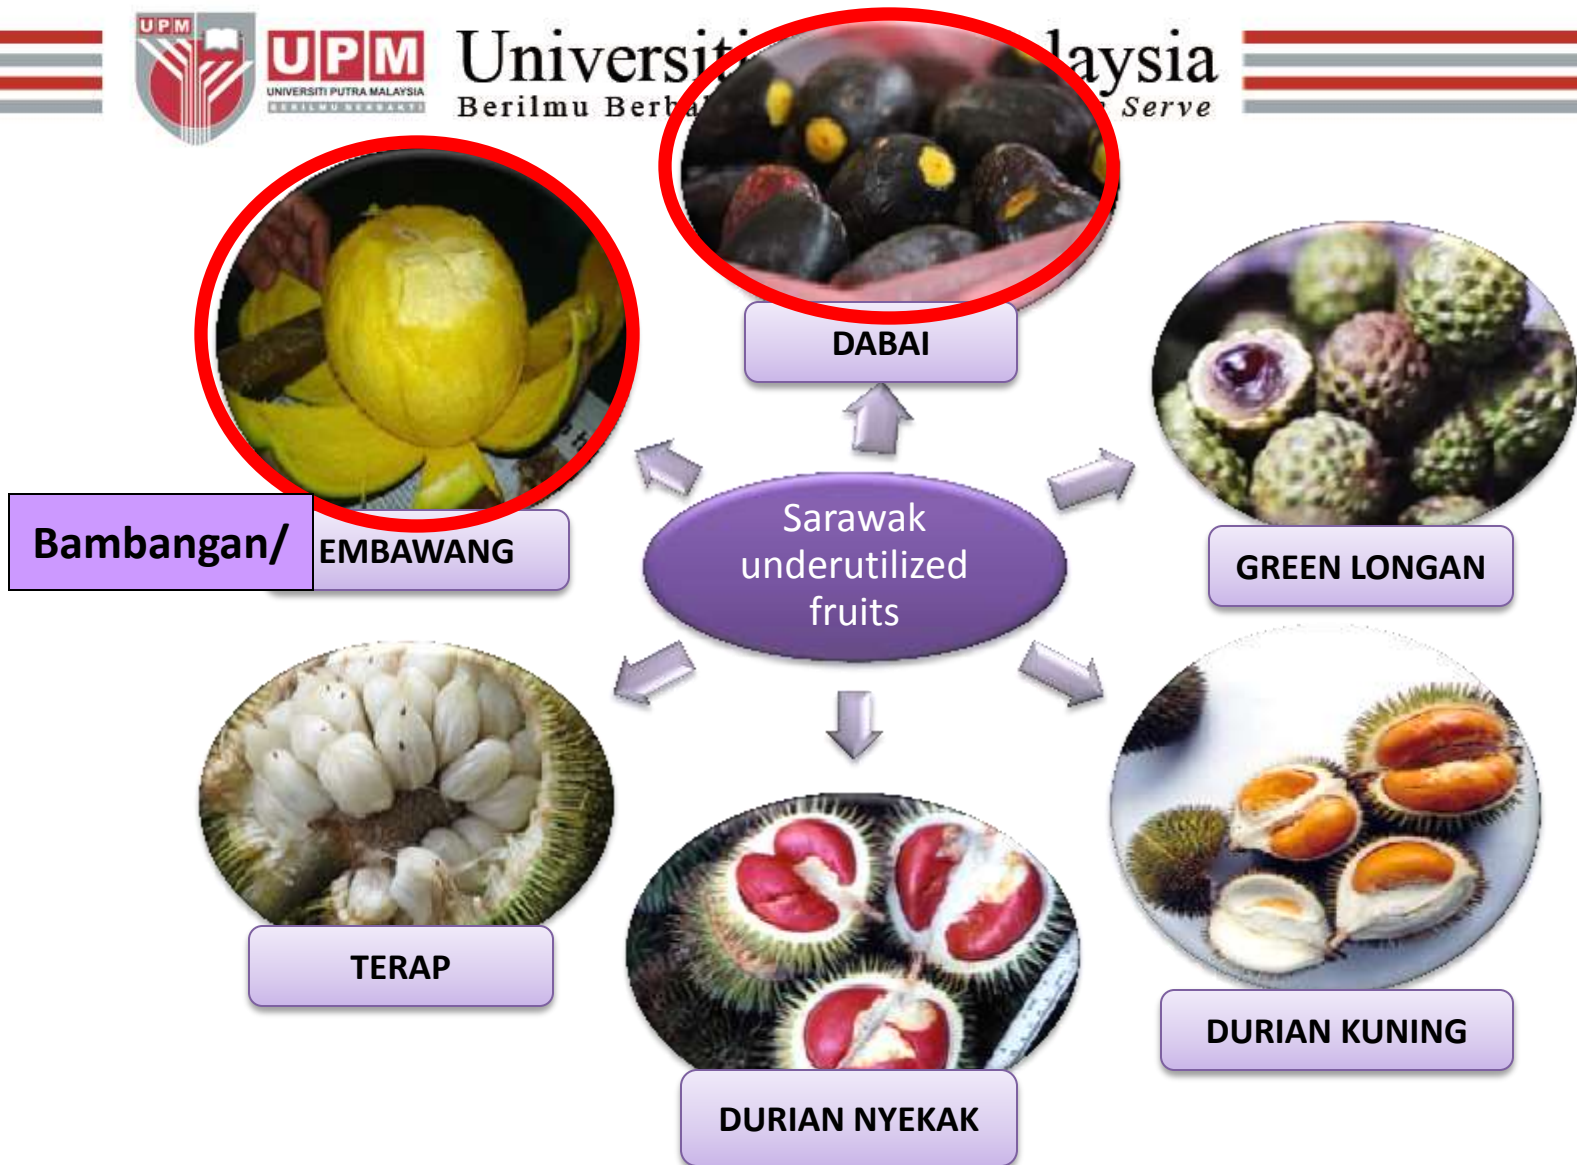 UPM
UPM
UNIVERSITI PUTRA MALAYSIA
BERILMU BERBAKTI
Universiti laysia
Berilmu Berba Serve
DABAI
Bambangan/
EMBAWANG
Sarawak
underutilized
fruits
GREEN LONGAN
TERAP
DURIAN KUNING
DURIAN NYEKAK